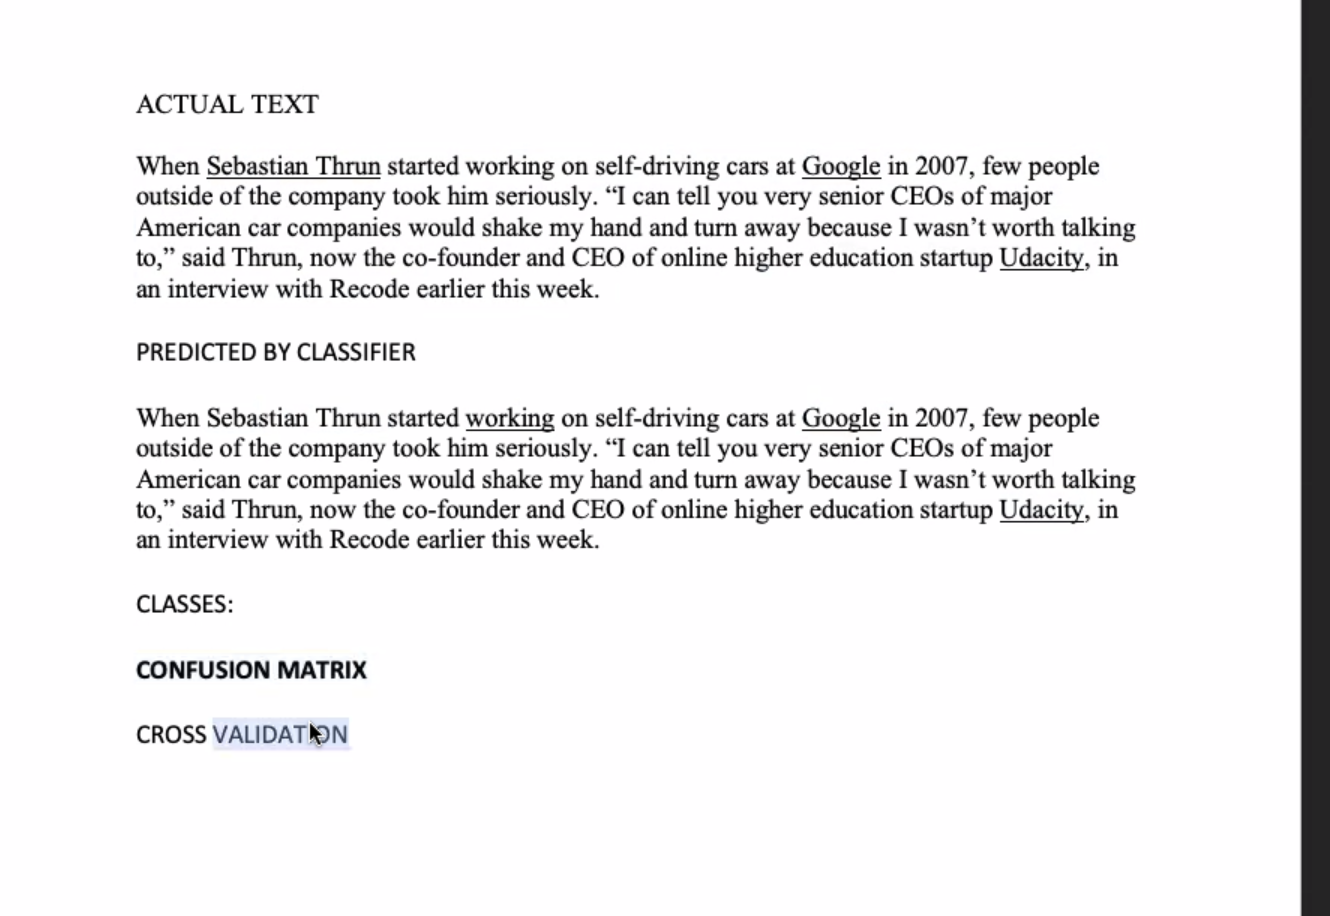 ACTUAL TEXT
When Sebastian Thrun started working on self-driving cars at Google in 2007, few people
outside of the company took him seriously. “I can tell you very senior CEOs of major
American car companies would shake my hand and turn away because I wasn’t worth talking
to,” said Thrun, now the co-founder and CEO of online higher education startup Udacity, in
an interview with Recode earlier this week.
PREDICTED BY CLASSIFIER
When Sebastian Thrun started working on self-driving cars at Google in 2007, few people
outside of the company took him seriously. “I can tell you very senior CEOs of major
American car companies would shake my hand and turn away because I wasn’t worth talking
to,” said Thrun, now the co-founder and CEO of online higher education startup Udacity, in
an interview with Recode earlier this week.
CLASSES:
CONFUSION MATRIX
CROSS VALIDATION